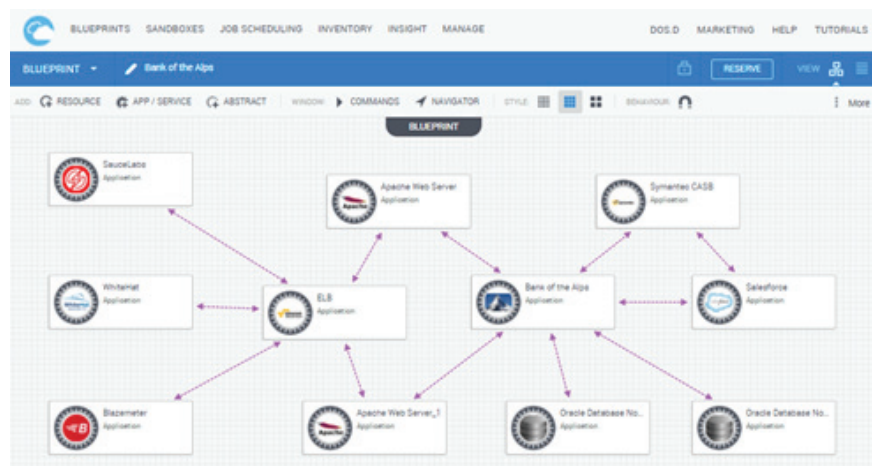 BLUEPRINTS SANDBOXES JOB SCHEDULING INVENTORY INSIGHT MANAGE DOS.D MARKETING HELP TUTORIALS
BLUEPRINT Bank of the Alps RESERVE VIEW
ADD: RESOURCE APP / SERVICE ABSTRACT WINDOW: COMMANDS NAVIGATOR STYLE: BEHAVIOUR: More
BLUEPRINT
SauceLabs
Application
Apache Web Server
Application
Apache
Symantec CASB
Application
WhiteHat
Application
ELB
Application
Bank of the Alps
Application
Salesforce
Application
Blazemeter
Application
B
Apache Web Server_1
Application
Apache
Oracle Database No...
Application
Oracle Database No...
Application